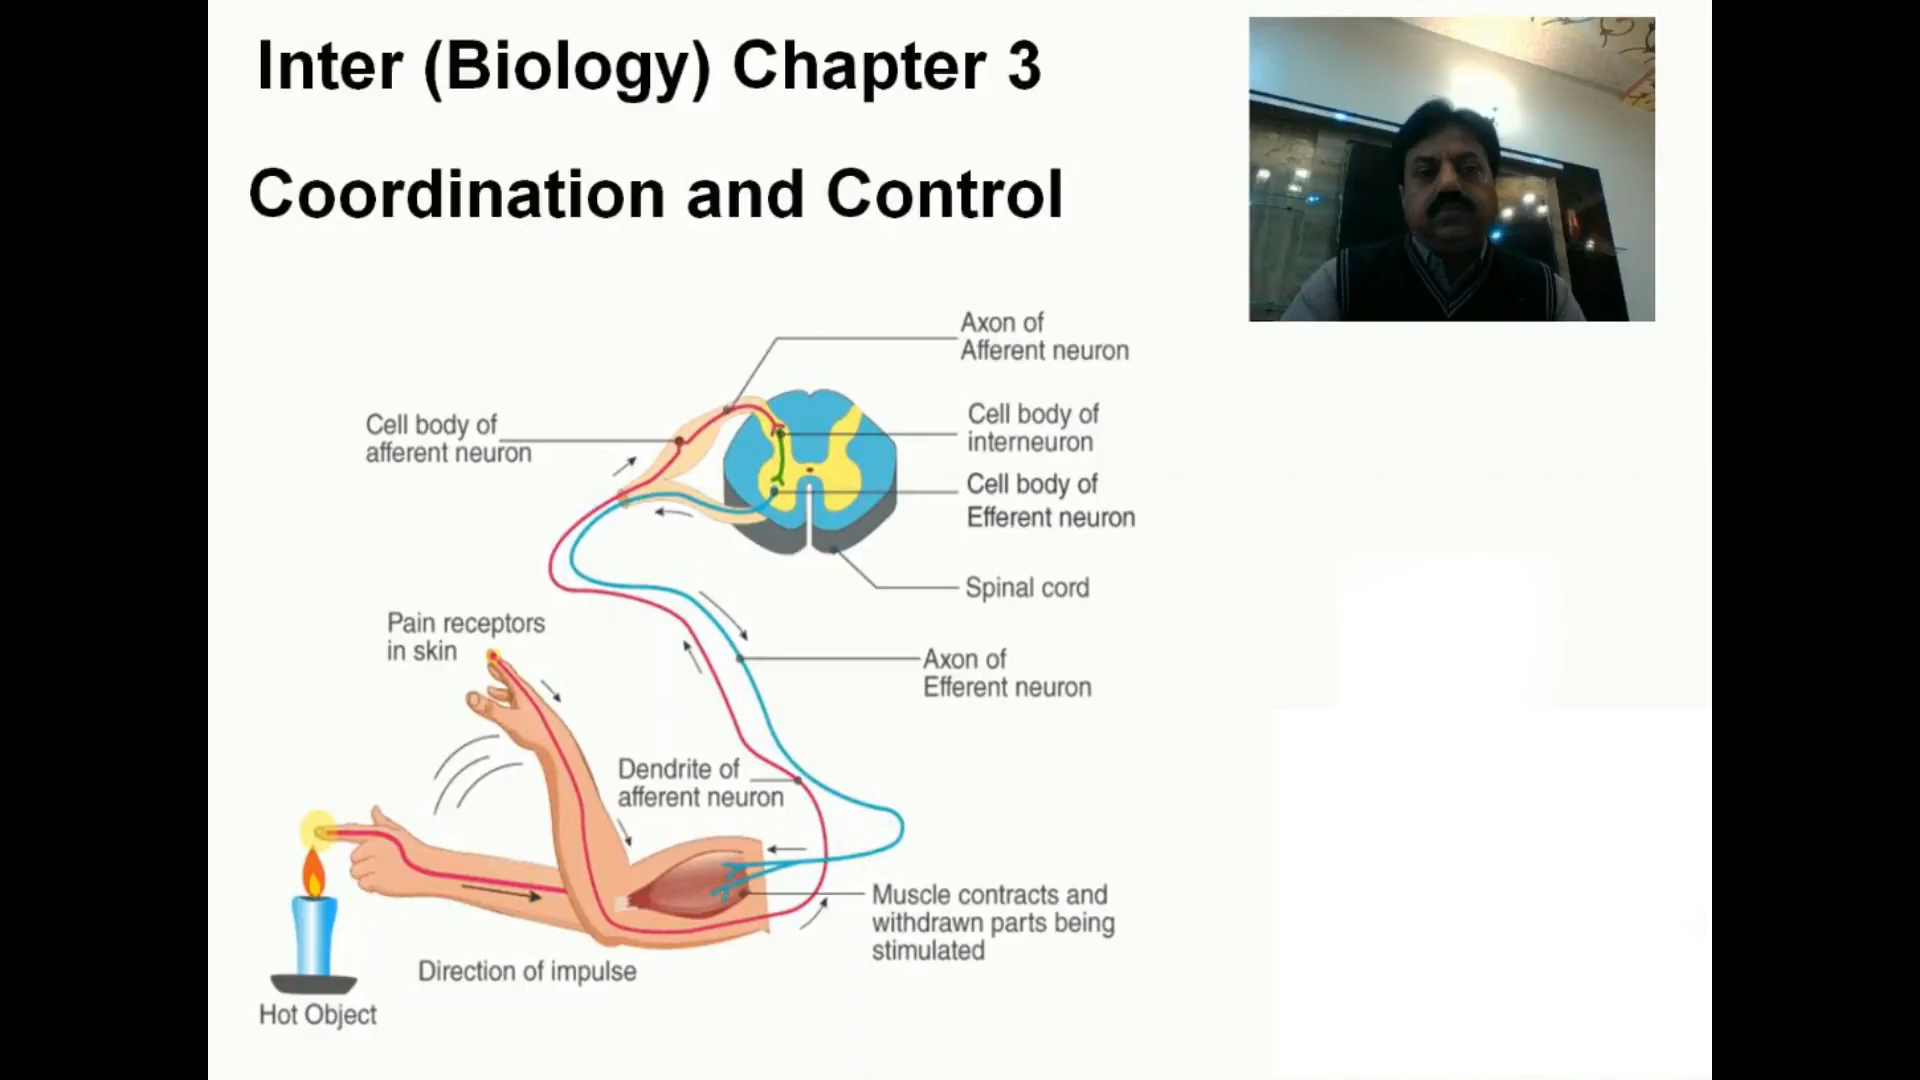 Inter (Biology) Chapter 3
Coordination and Control
Axon of
Afferent neuron
Cell body of
afferent neuron
Cell body of
interneuron
Cell body of
Efferent neuron
Spinal cord
Pain receptors
in skin
Axon of
Efferent neuron
Dendrite of
afferent neuron
Muscle contracts and
withdrawn parts being
stimulated
Direction of impulse
Hot Object